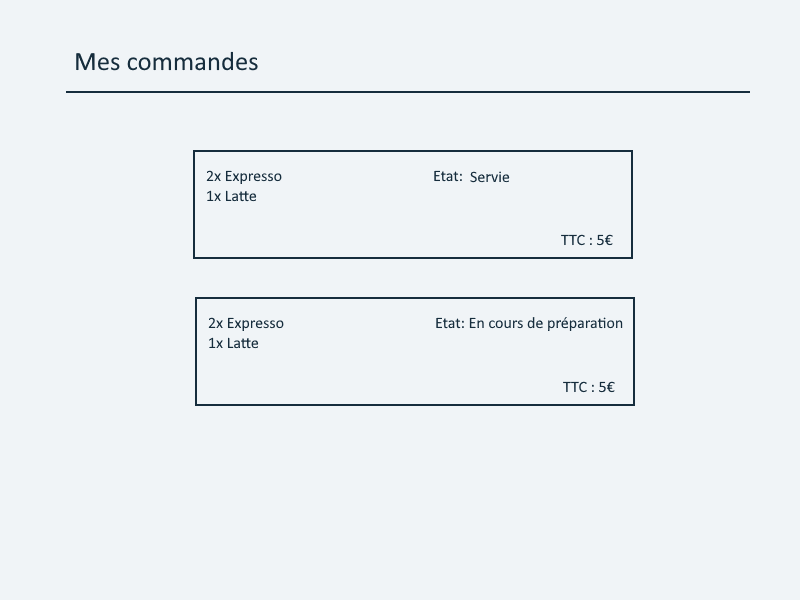 Mes commandes
2x Expresso
1x Latte
Etat: Servie
TTC : 5€
2x Expresso
1x Latte
Etat: En cours de préparation
TTC : 5€